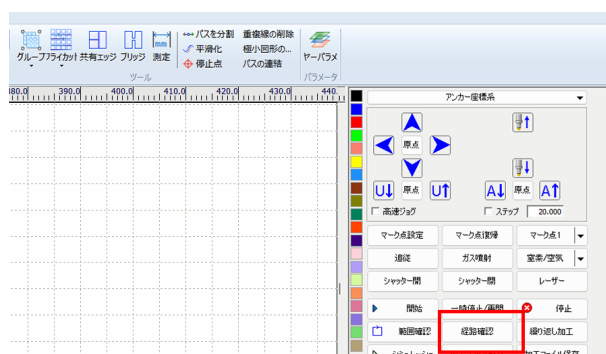 パスを分割 重複線の削除
平滑化 極小図形の...
グループ フライカット 共有エッジ ブリッジ 測定 停止点 パスの連結 ヤーパラメ
ツール パラメータ
80.0 390.0 400.0 410.0 420.0 430.0 440.
アンカー座標系
原点
U 原点 U A 原点 A
高速ジョグ ステップ 20.000
マーク点設定 マーク点復帰 マーク点1
追従 ガス噴射 窒素/空気
シャッター開 シャッター閉 レーザー
開始 一時停止/再開 停止
範囲確認 経路確認 繰り返し加工